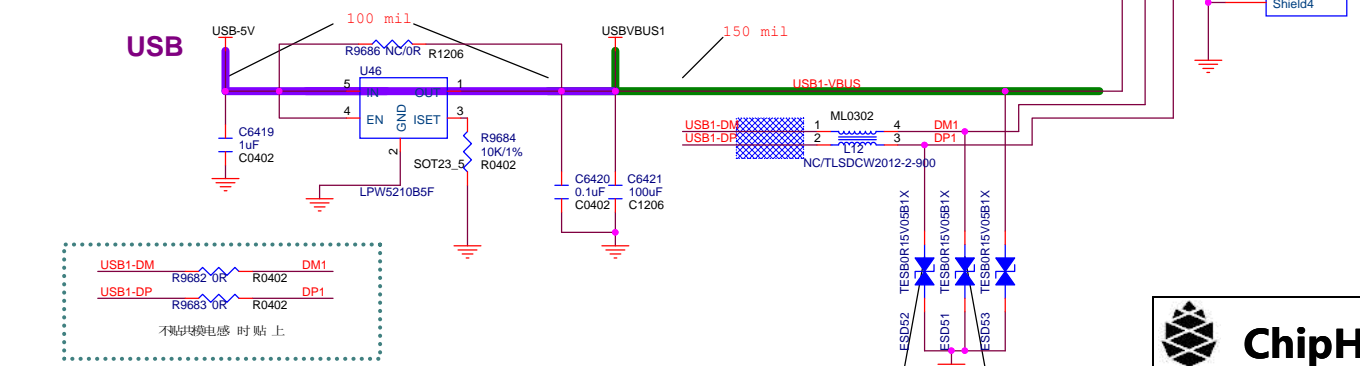 Shield4
100 mil
USB-5V
USBVBUS1
150 mil
USB
R9686 NC/0R
R1206
U46
5
IN
OUT
1
USB1-VBUS
4
EN
GND
ISET
3
2
C6419
1uF
C0402
R9684
10K/1%
R0402
SOT23_5
LPW5210B5F
ML0302
USB1-DM
1
4
DM1
USB1-DP
2
3
DP1
L12
NC/TLSDCW2012-2-900
C6420
0.1uF
C0402
C6421
100uF
C1206
TESB0R15V05B1X
TESB0R15V05B1X
TESB0R15V05B1X
ESD52
ESD51
ESD53
USB1-DM
R9682 0R
R0402
DM1
USB1-DP
R9683 0R
R0402
DP1
不贴共模电感 时 贴 上
ChipH